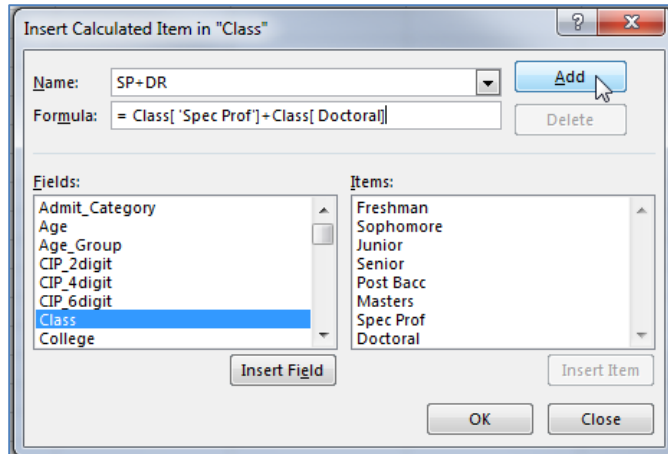 Insert Calculated Item in "Class"
Name: SP+DR Add
Formula: = Class[ 'Spec Prof']+Class[ Doctoral] Delete
Fields: Items:
Admit_Category Freshman
Age Sophomore
Age_Group Junior
CIP_2digit Senior
CIP_4digit Post Bacc
CIP_6digit Masters
Class Spec Prof
College Doctoral
Insert Field Insert Item
OK Close